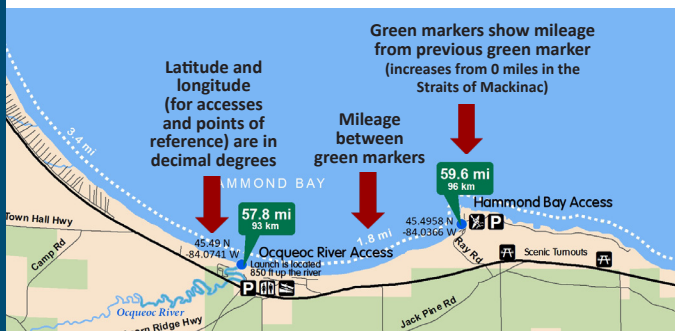 Green markers show mileage
from previous green marker
(increases from 0 miles in the
Straits of Mackinac)
Latitude and
longitude
(for accesses
and points of
reference) are in
decimal degrees
Mileage
between
green markers
3.4 mi
AMMOND BAY
59.6 mi
96 km
Hammond Bay Access
45.4958 N
-84.0366 W
P
57.8 mi
93 km
45.49 N
-84.0741 W
1.8 mi
Ocqueoc River Access
Launch is located
850 ft up the river
P
Town Hall Hwy
Camp Rd
Ray Rd
Scenic Turnouts
Ocqueoc River
Ridge Hwy
Jack Pine Rd